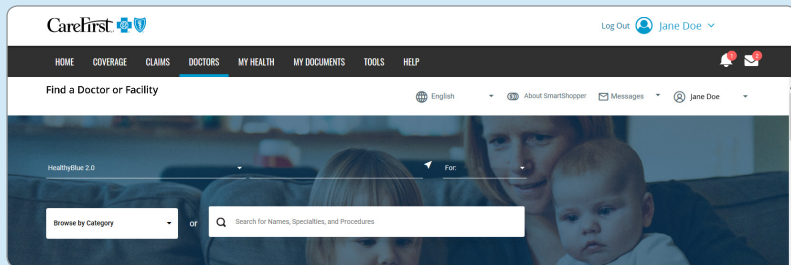 CareFirst
Log Out Jane Doe
HOME COVERAGE CLAIMS DOCTORS MY HEALTH MY DOCUMENTS TOOLS HELP
Find a Doctor or Facility
English About SmartShopper Messages Jane Doe
HealthyBlue 2.0 For:
Browse by Category or Search for Names, Specialties, and Procedures